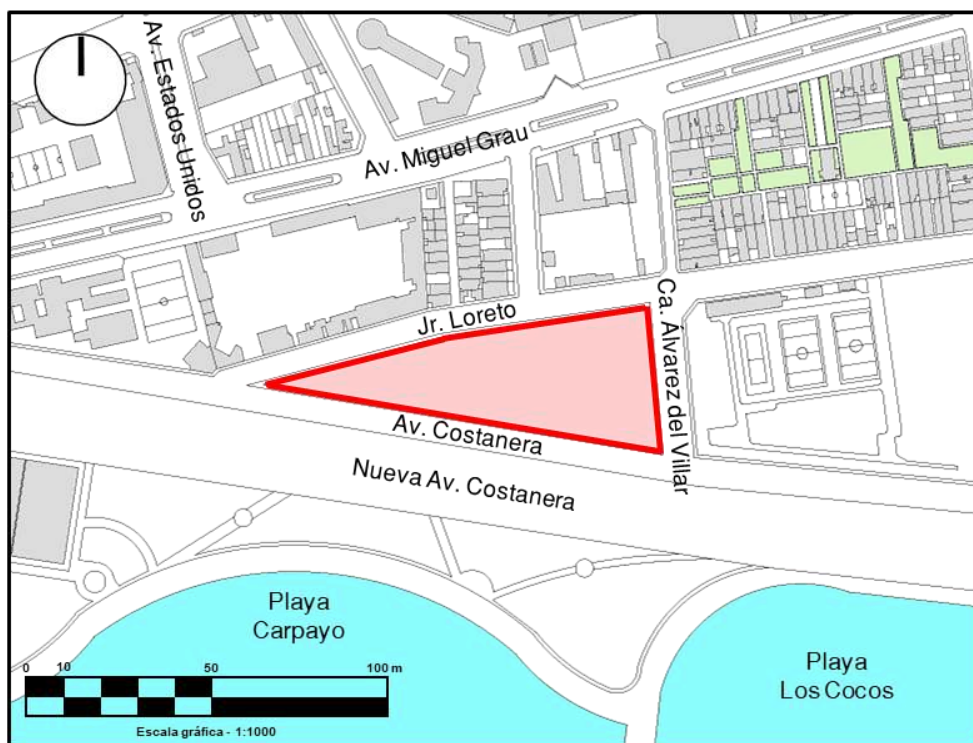 Av. Estados Unidos
Av. Miguel Grau
Jr. Loreto
Ca. Álvarez del Villar
Av. Costanera
Nueva Av. Costanera
Playa
Carpayo
Playa
Los Cocos
0 10 50 100 m
Escala gráfica - 1:1000